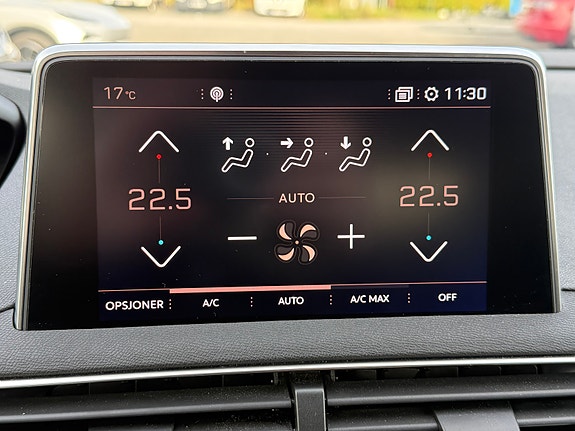 17°C 11:30
22.5 22.5
AUTO
OPSJONER A/C AUTO A/C MAX OFF